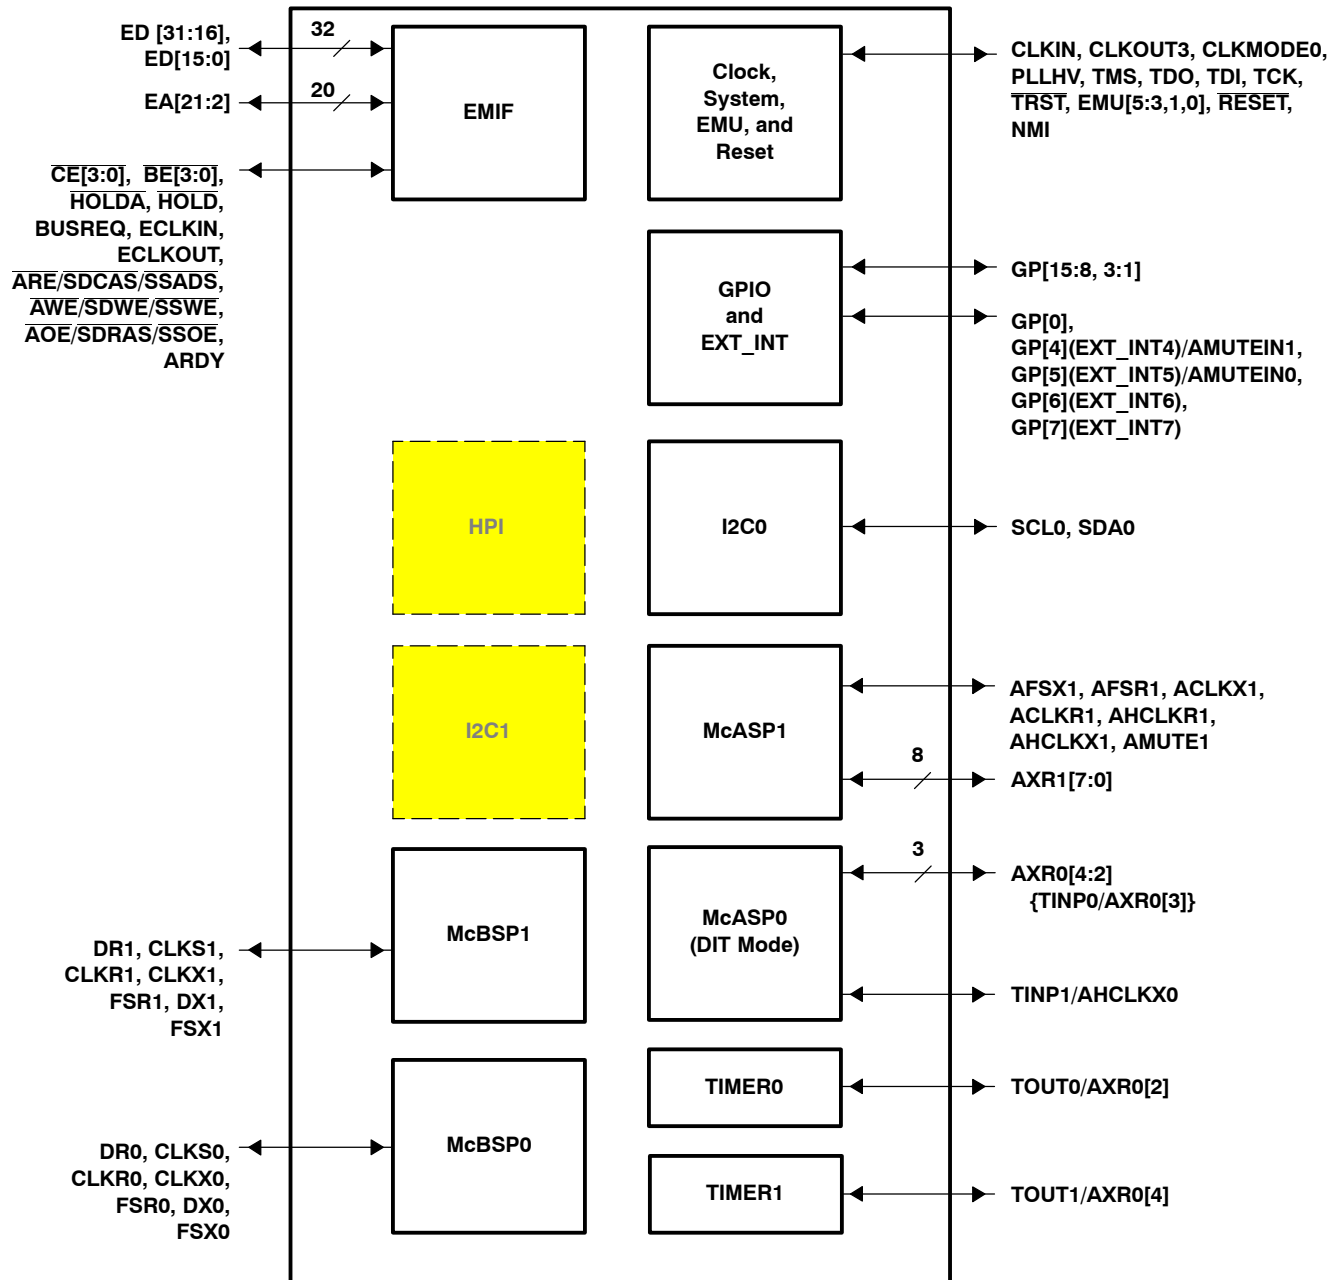 ED [31:16],
ED[15:0]
32
EA[21:2]
20
CE[3:0], BE[3:0],
HOLDA, HOLD,
BUSREQ, ECLKIN,
ECLKOUT,
ARE/SDCAS/SSADS,
AWE/SDWE/SSWE,
AOE/SDRAS/SSOE,
ARDY
EMIF
Clock,
System,
EMU, and
Reset
CLKIN, CLKOUT3, CLKMODE0,
PLLHV, TMS, TDO, TDI, TCK,
TRST, EMU[5:3,1,0], RESET,
NMI
GPIO
and
EXT_INT
GP[15:8, 3:1]
GP[0],
GP[4](EXT_INT4)/AMUTEIN1,
GP[5](EXT_INT5)/AMUTEIN0,
GP[6](EXT_INT6),
GP[7](EXT_INT7)
HPI
I2C0
SCL0, SDA0
I2C1
McASP1
AFSX1, AFSR1, ACLKX1,
ACLKR1, AHCLKR1,
AHCLKX1, AMUTE1
8
AXR1[7:0]
DR1, CLKS1,
CLKR1, CLKX1,
FSR1, DX1,
FSX1
McBSP1
McASP0
(DIT Mode)
3
AXR0[4:2]
{TINP0/AXR0[3]}
TINP1/AHCLKX0
DR0, CLKS0,
CLKR0, CLKX0,
FSR0, DX0,
FSX0
McBSP0
TIMER0
TOUT0/AXR0[2]
TIMER1
TOUT1/AXR0[4]